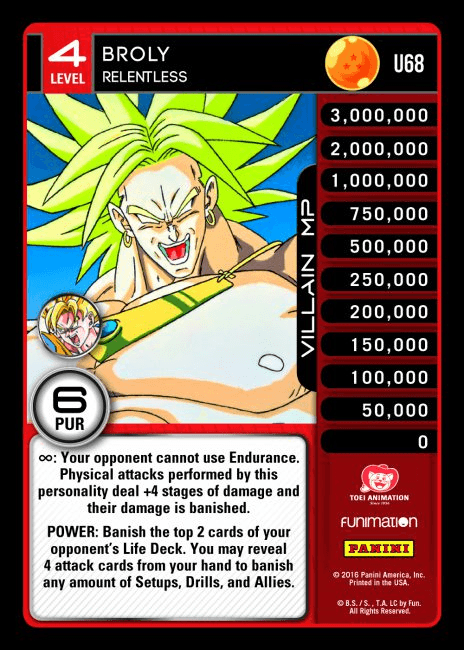 4
LEVEL
BROLY
RELENTLESS
U68
3,000,000
2,000,000
1,000,000
750,000
500,000
250,000
200,000
150,000
100,000
50,000
0
VILLAIN MP
6
PUR
∞: Your opponent cannot use Endurance.
Physical attacks performed by this
personality deal +4 stages of damage and
their damage is banished.
POWER: Banish the top 2 cards of your
opponent's Life Deck. You may reveal
4 attack cards from your hand to banish
any amount of Setups, Drills, and Allies.
TOEI ANIMATION
Since 1956
FUNIMATION
PANINI
© 2016 Panini America, Inc.
Printed in the USA.
© B.S. / S. , T.A. LC by Fun.
All Rights Reserved.